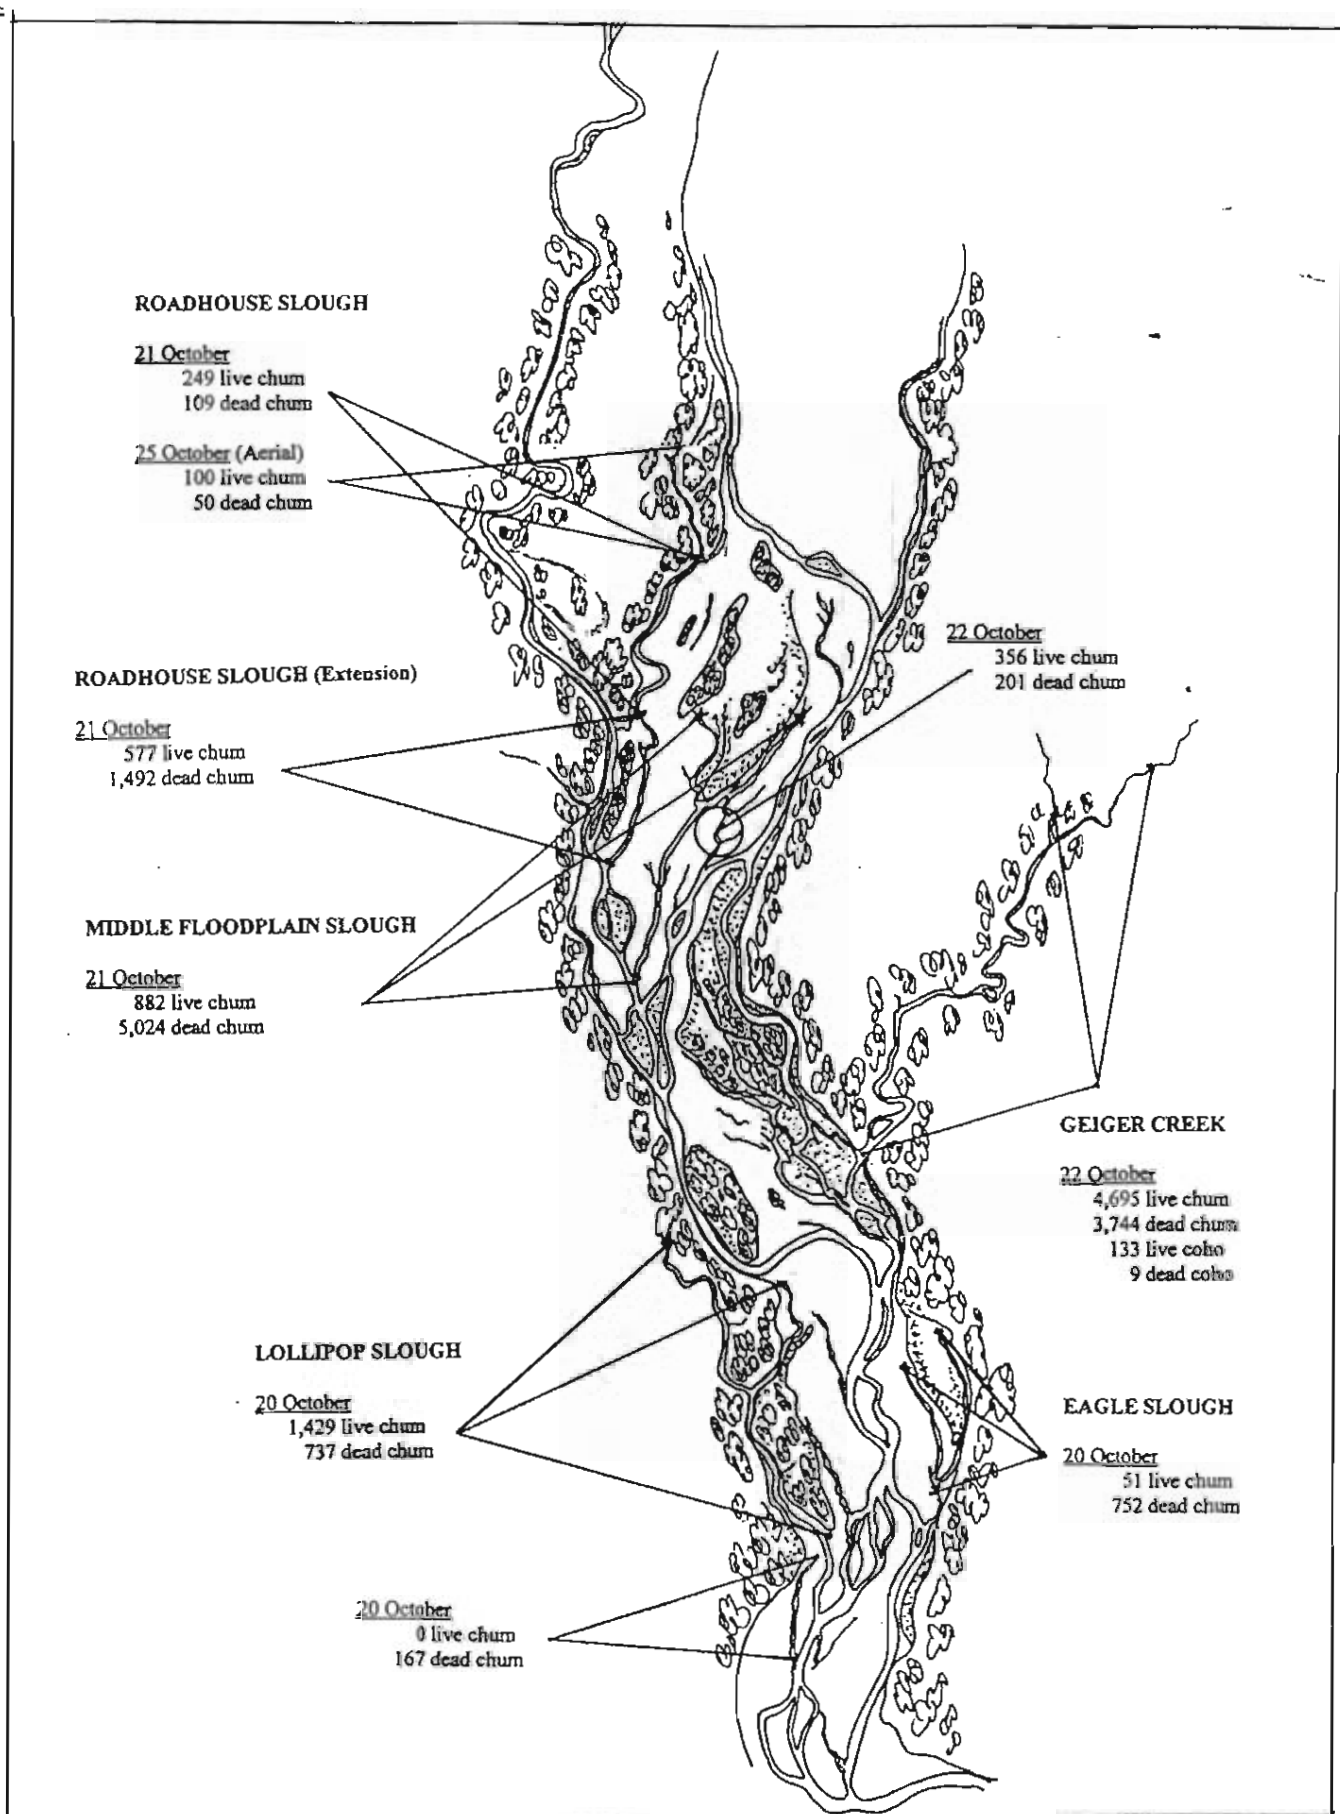 ROADHOUSE SLOUGH
21 October
249 live chum
109 dead chum
25 October (Aerial)
100 live chum
50 dead chum
ROADHOUSE SLOUGH (Extension)
21 October
577 live chum
1,492 dead chum
22 October
356 live chum
201 dead chum
MIDDLE FLOODPLAIN SLOUGH
21 October
882 live chum
5,024 dead chum
GEIGER CREEK
22 October
4,695 live chum
3,744 dead chum
133 live coho
9 dead coho
LOLLIPOP SLOUGH
20 October
1,429 live chum
737 dead chum
EAGLE SLOUGH
20 October
51 live chum
752 dead chum
20 October
0 live chum
167 dead chum